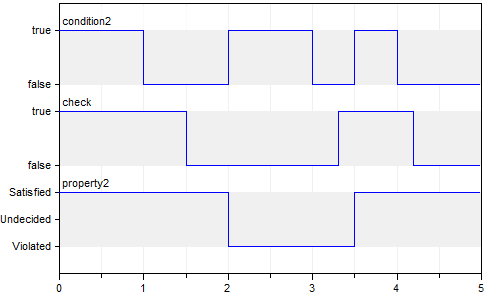 condition2
true
false
check
true
false
property2
Satisfied
Undecided
Violated
0 1 2 3 4 5